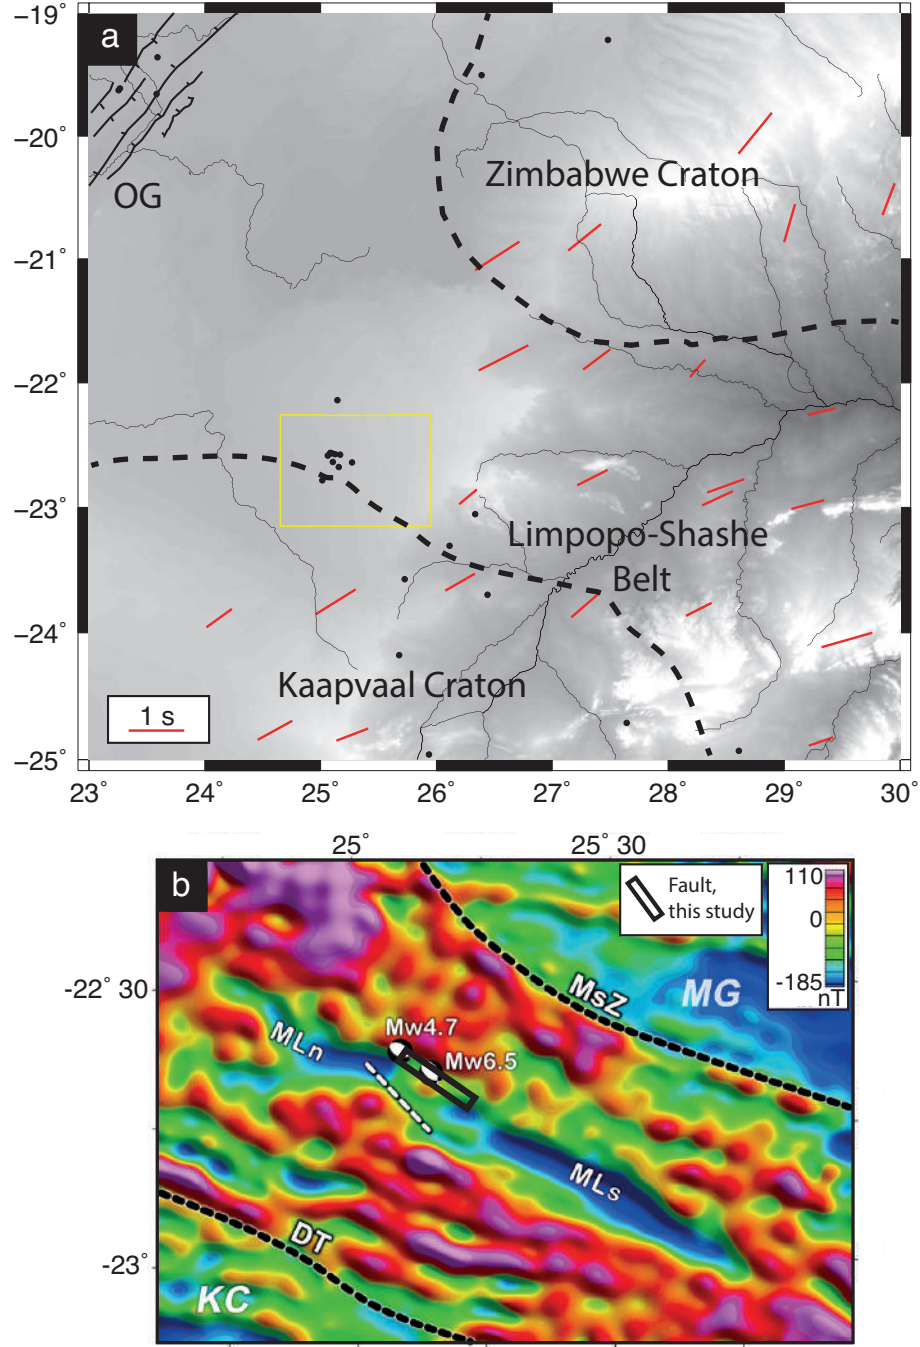 a
−19°
−20°
−21°
−22°
−23°
−24°
−25°
OG
Zimbabwe Craton
Limpopo-Shashe
Belt
Kaapvaal Craton
1 s
23° 24° 25° 26° 27° 28° 29° 30°
25° 25° 30
b
Fault,
this study
110
0
-185
nT
-22° 30
-23°
MsZ
MG
MLn
Mw4.7
Mw6.5
MLs
DT
KC